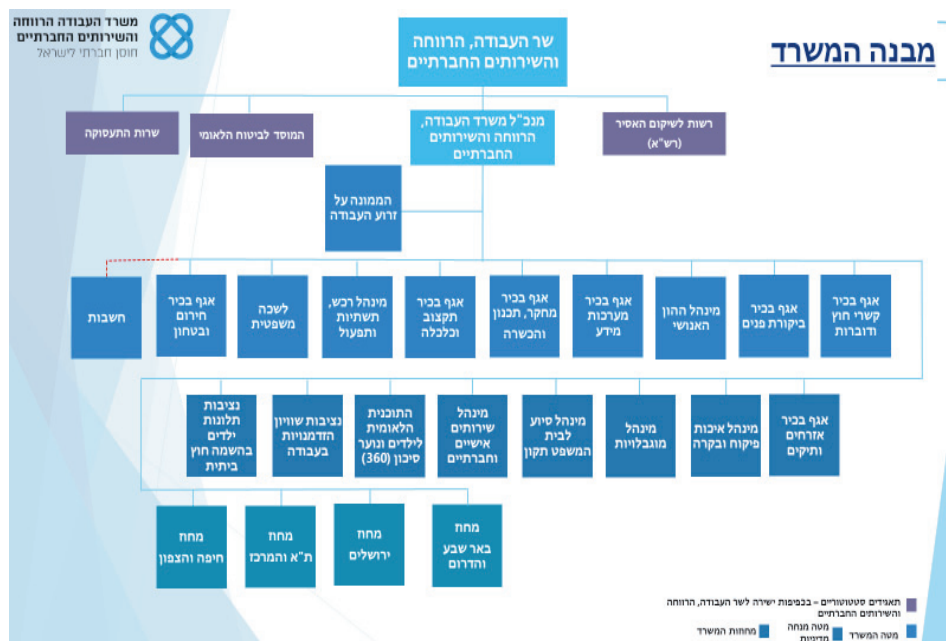 משרד העבודה הרווחה
והשירותים החברתיים
חוסן חברתי לישראל
מבנה המשרד
שר העבודה, הרווחה
והשירותים החברתיים
רשות לשיקום האסיר
(רש"א)
מנכ"ל משרד העבודה,
הרווחה והשירותים
החברתיים
המוסד לביטוח הלאומי
שרות התעסוקה
הממונה על
זרוע העבודה
אגף בכיר
קשרי חוץ
ודוברות
אגף בכיר
ביקורת פנים
מינהל ההון
האנושי
אגף בכיר
מערכות
מידע
אגף בכיר
מחקר, תכנון
והכשרה
אגף בכיר
תקצוב
וכלכלה
מינהל רכש,
תשתיות
ותפעול
לשכה
משפטית
אגף בכיר
חירום
ובטחון
חשבות
אגף בכיר
אזרחים
ותיקים
מינהל איכות
פיקוח ובקרה
מינהל
מוגבלויות
מינהל סיוע
לבית
המשפט תקון
מינהל
שירותים
אישיים
וחברתיים
התוכנית
הלאומית
לילדים ונוער
סיכון (360)
נציבות שוויון
הזדמנויות
בעבודה
נציבות
תלונות
ילדים
בהשמה חוץ
ביתית
מחוז
באר שבע
והדרום
מחוז
ירושלים
מחוז
ת"א והמרכז
מחוז
חיפה והצפון
תאגידים סטטוטוריים – בכפיפות ישירה לשר העבודה, הרווחה
והשירותים החברתיים
מטה המשרד
מטה מנחה
מדיניות
מחוזות המשרד